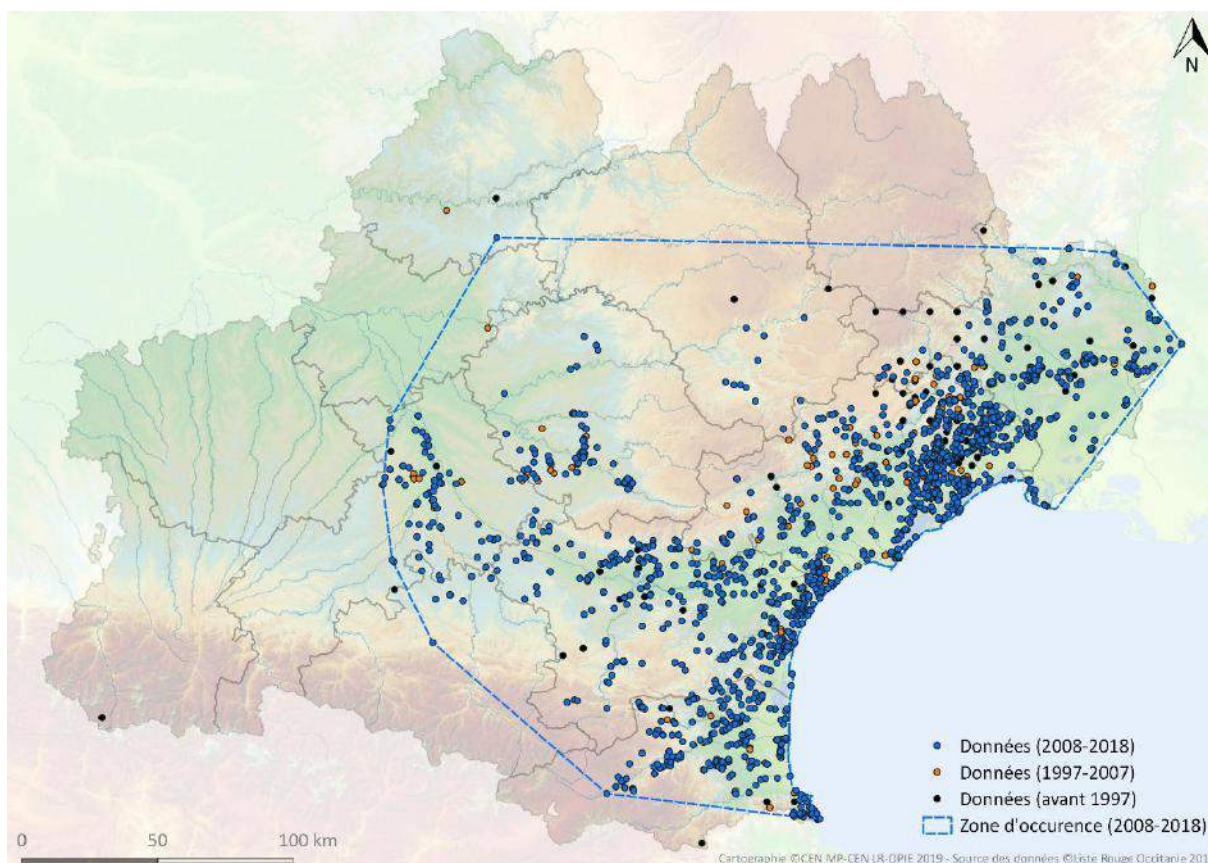 N
Données (2008-2018)
Données (1997-2007)
Données (avant 1997)
Zone d'occurence (2008-2018)
0 50 100 km
Cartographie ©CEN MP-CEN LR-OPIE 2019 - Source des données ©Liste Rouge Occitanie 201